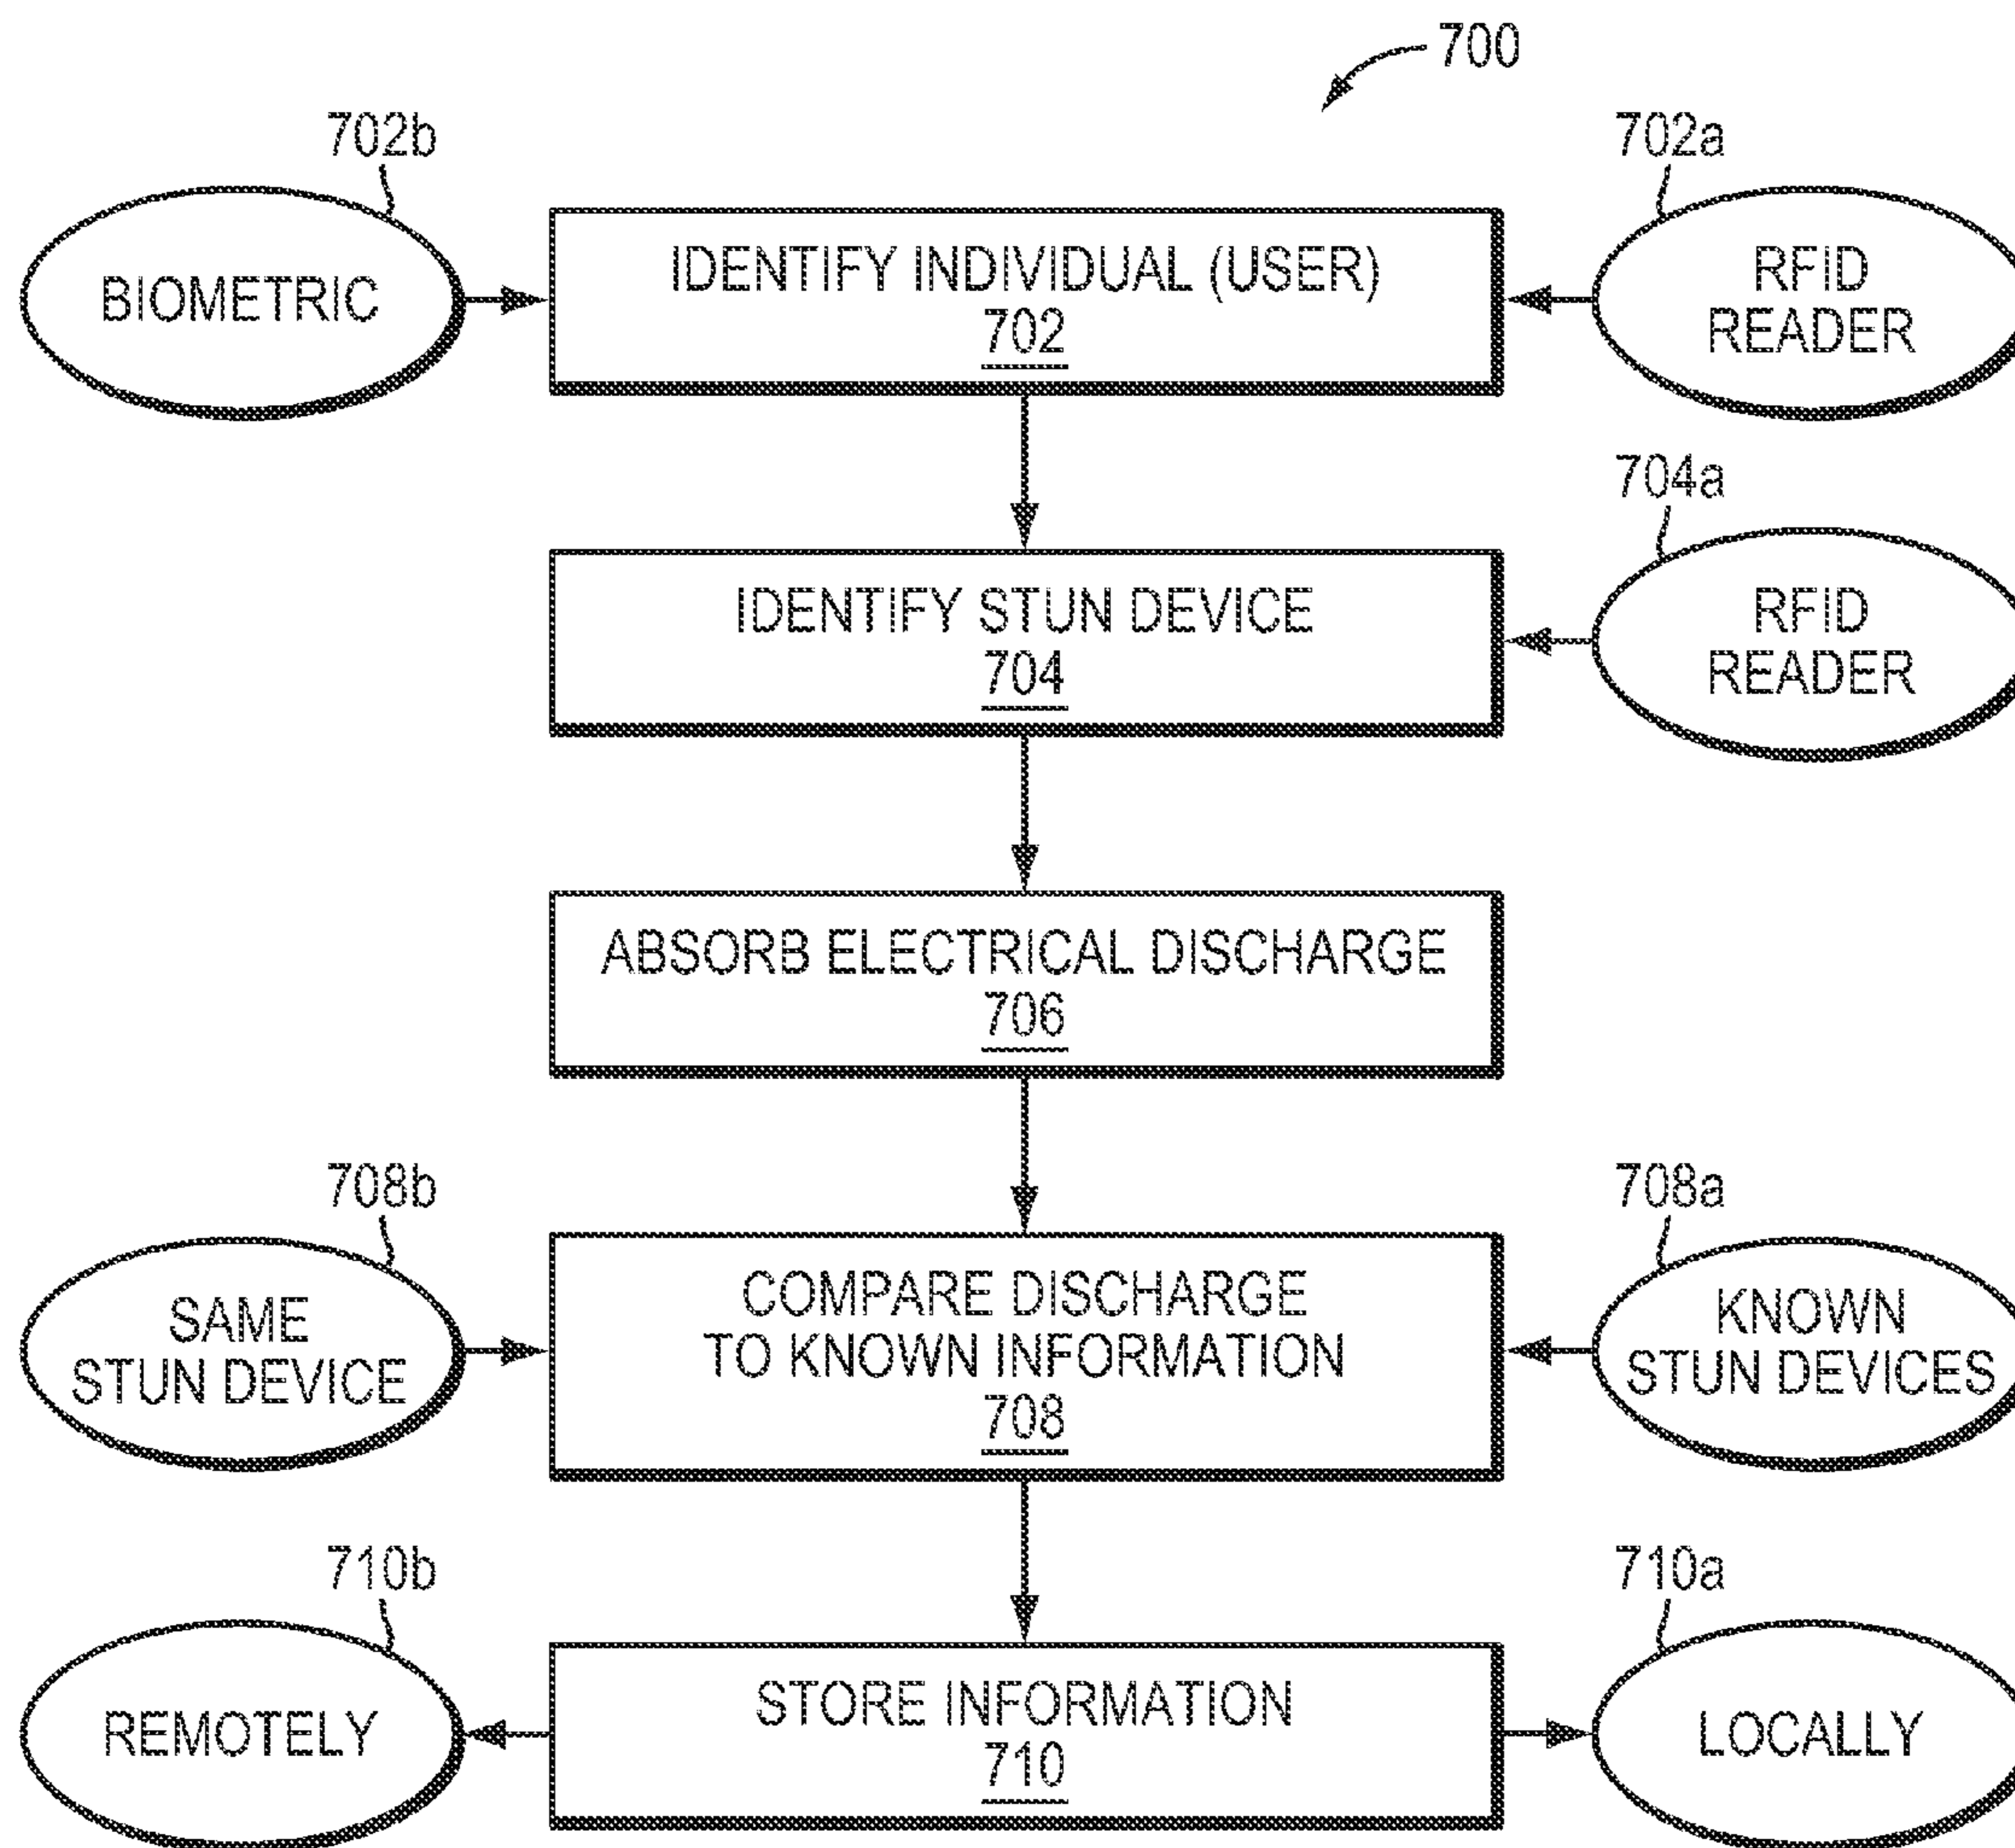 700
702b
702a
BIOMETRIC
IDENTIFY INDIVIDUAL (USER)
702
RFID
READER
704a
IDENTIFY STUN DEVICE
704
RFID
READER
ABSORB ELECTRICAL DISCHARGE
706
708b
708a
SAME
STUN DEVICE
COMPARE DISCHARGE
TO KNOWN INFORMATION
708
KNOWN
STUN DEVICES
710b
710a
REMOTELY
STORE INFORMATION
710
LOCALLY